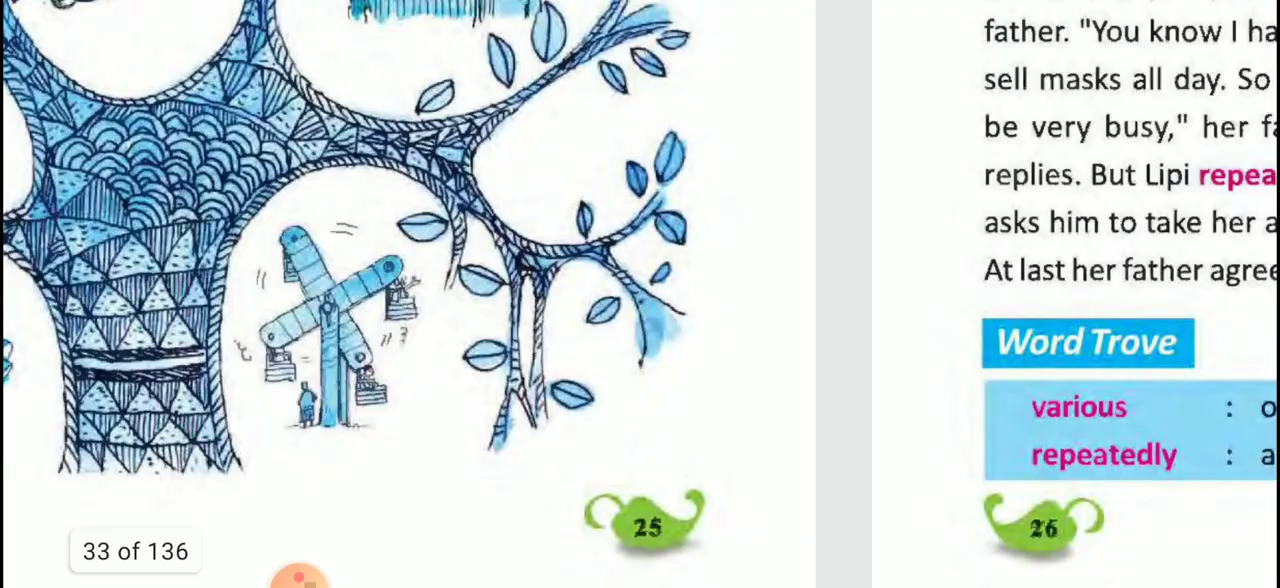 father. "You know I ha
sell masks all day. So
be very busy," her fa
replies. But Lipi repea
asks him to take her a
At last her father agree
Word Trove
various : o
repeatedly : a
25
26
33 of 136